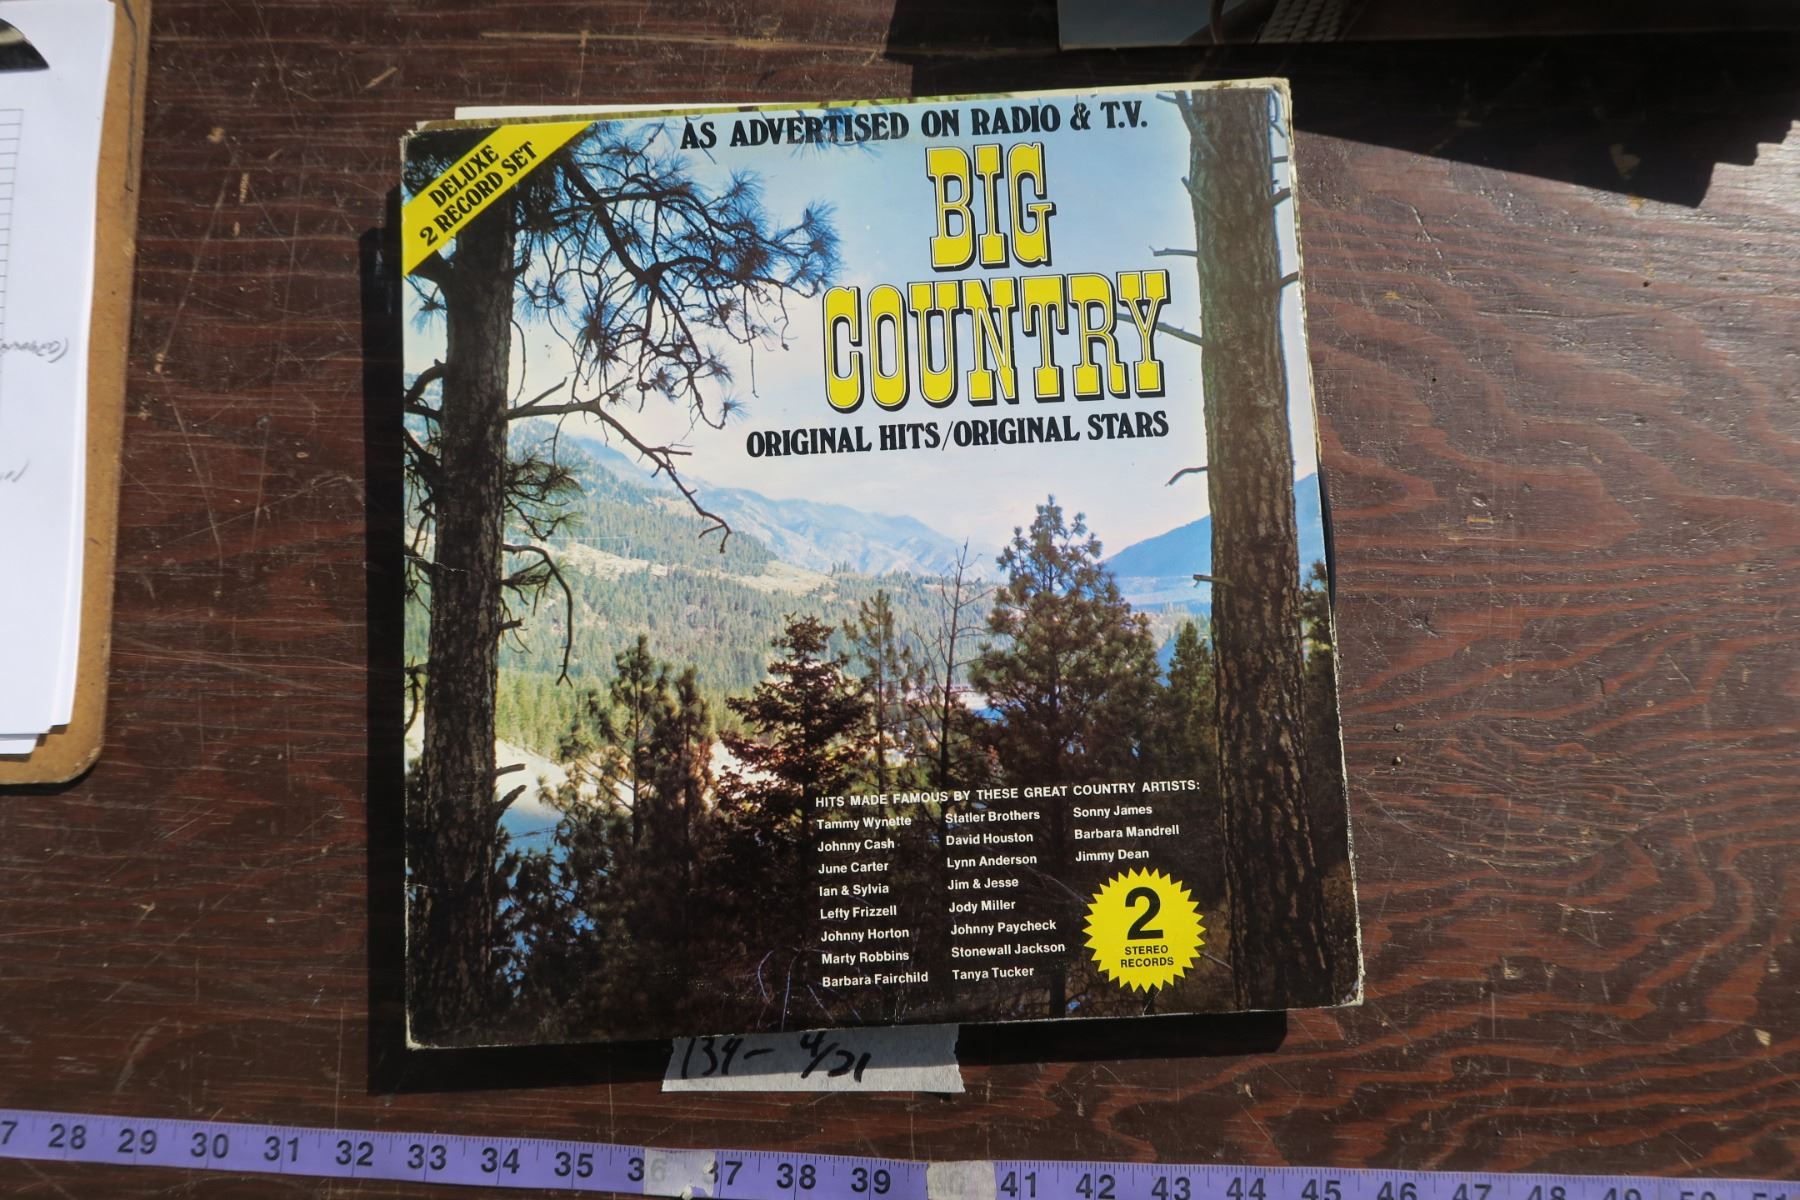 DELUXE
2 RECORD SET
AS ADVERTISED ON RADIO & T.V.
BIG
COUNTRY
ORIGINAL HITS/ORIGINAL STARS
HITS MADE FAMOUS BY THESE GREAT COUNTRY ARTISTS:
Tammy Wynette
Johnny Cash
June Carter
Ian & Sylvia
Lefty Frizzell
Johnny Horton
Marty Robbins
Barbara Fairchild
Statler Brothers
David Houston
Lynn Anderson
Jim & Jesse
Jody Miller
Johnny Paycheck
Stonewall Jackson
Tanya Tucker
Sonny James
Barbara Mandrell
Jimmy Dean
2
STEREO
RECORDS
134- 4/21
7 28 29 30 31 32 33 34 35 36 37 38 39 41 42 43 44 45 46 47 48 49